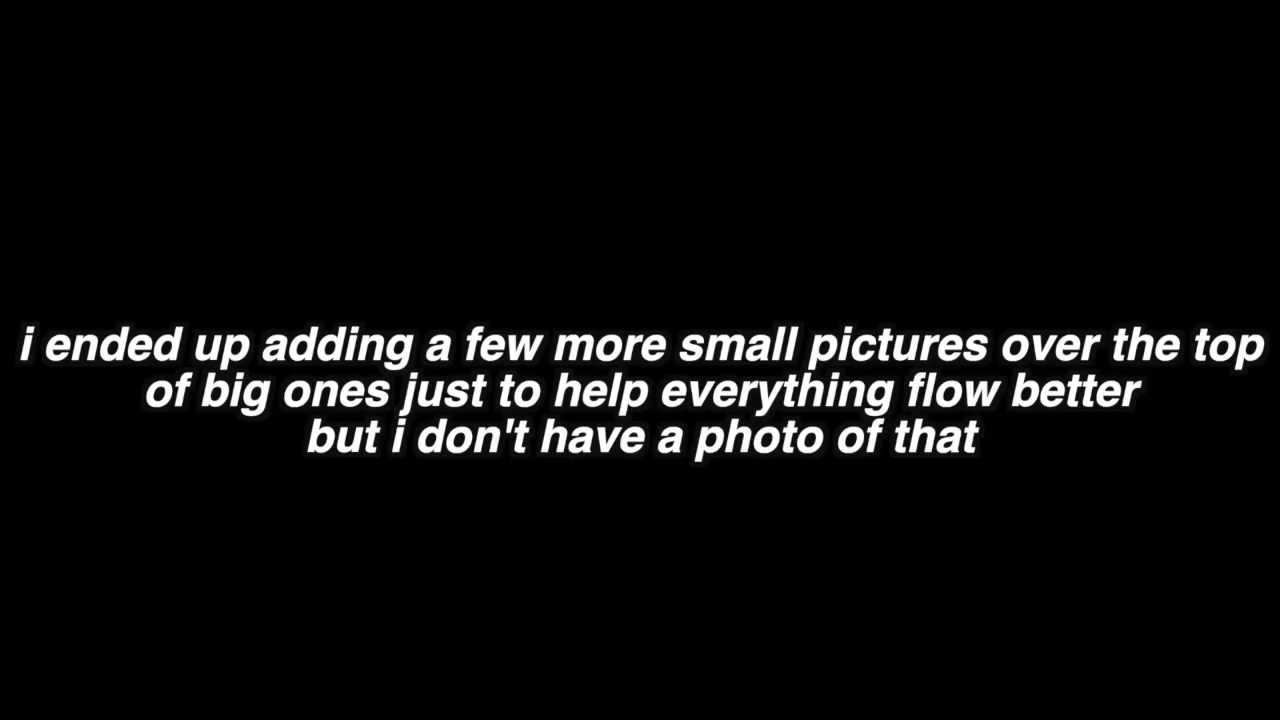 i ended up adding a few more small pictures over the top
of big ones just to help everything flow better
but i don't have a photo of that